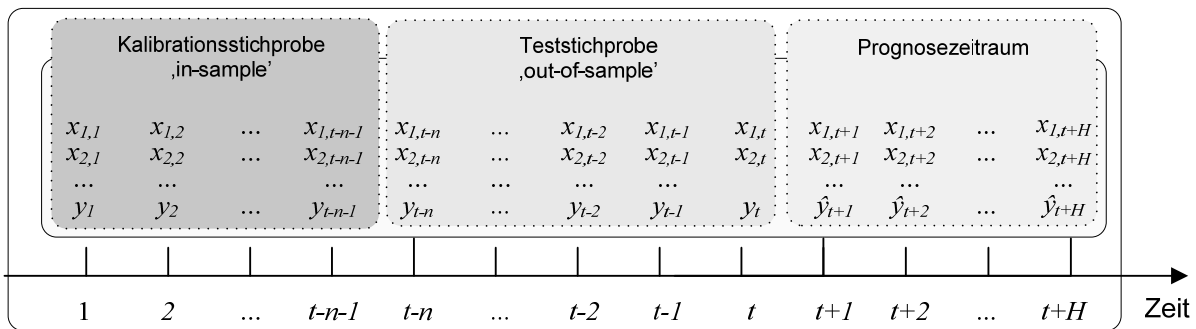 Kalibrationsstichprobe
‚in-sample’
Teststichprobe
‚out-of-sample’
Prognosezeitraum
x1,1 x1,2 ... x1,t-n-1 x1,t-n ... x1,t-2 x1,t-1 x1,t x1,t+1 x1,t+2 ... x1,t+H
x2,1 x2,2 ... x2,t-n-1 x2,t-n ... x2,t-2 x2,t-1 x2,t x2,t+1 x2,t+2 ... x2,t+H
... ... ... ... ... ... ... ... ... ...
y1 y2 ... yt-n-1 yt-n ... yt-2 yt-1 yt ŷt+1 ŷt+2 ... ŷt+H
1 2 ... t-n-1 t-n ... t-2 t-1 t t+1 t+2 ... t+H Zeit